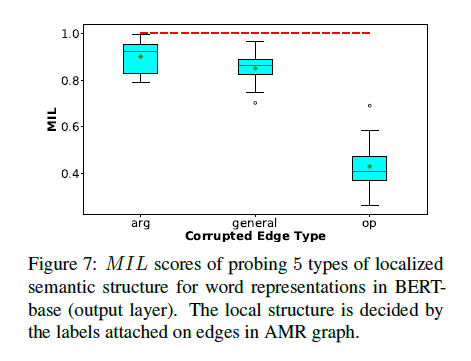 1.0
0.8
0.6
0.4
MIL
arg general op
Corrupted Edge Type
Figure 7: MIL scores of probing 5 types of localized
semantic structure for word representations in BERT-
base (output layer). The local structure is decided by
the labels attached on edges in AMR graph.